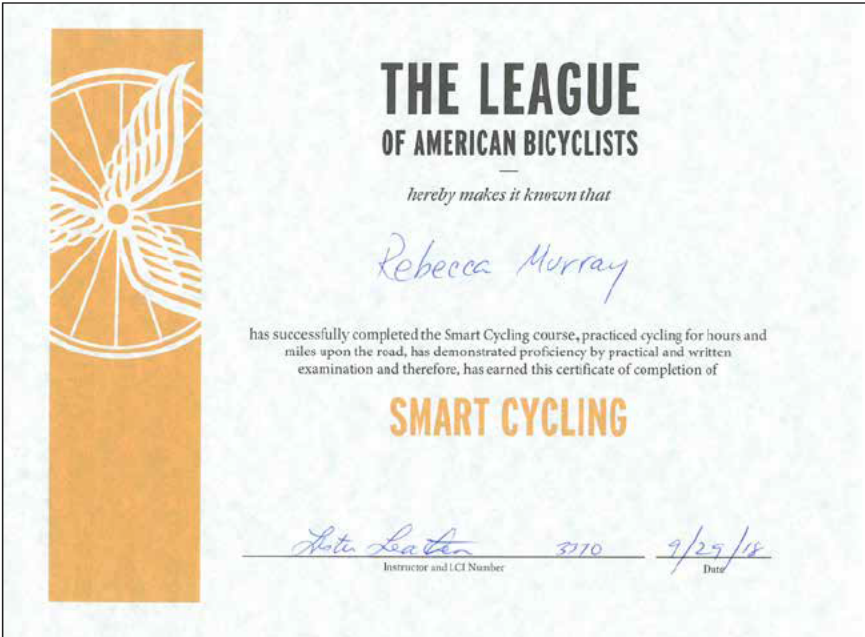 THE LEAGUE
OF AMERICAN BICYCLISTS
hereby makes it known that
Rebecca Murray
has successfully completed the Smart Cycling course, practiced cycling for hours and
miles upon the road, has demonstrated proficiency by practical and written
examination and therefore, has earned this certificate of completion of
SMART CYCLING
9/29/18
Instructor and LCI Number Date